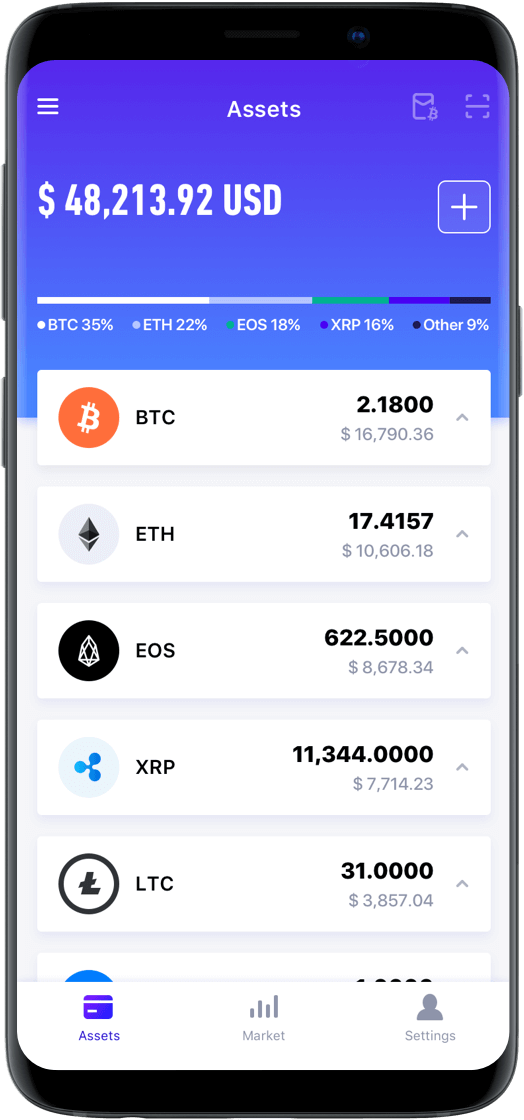 Assets
$ 48,213.92 USD
BTC 35% ETH 22% EOS 18% XRP 16% Other 9%
BTC
2.1800
$ 16,790.36
ETH
17.4157
$ 10,606.18
EOS
622.5000
$ 8,678.34
XRP
11,344.0000
$ 7,714.23
LTC
31.0000
$ 3,857.04
Assets Market Settings